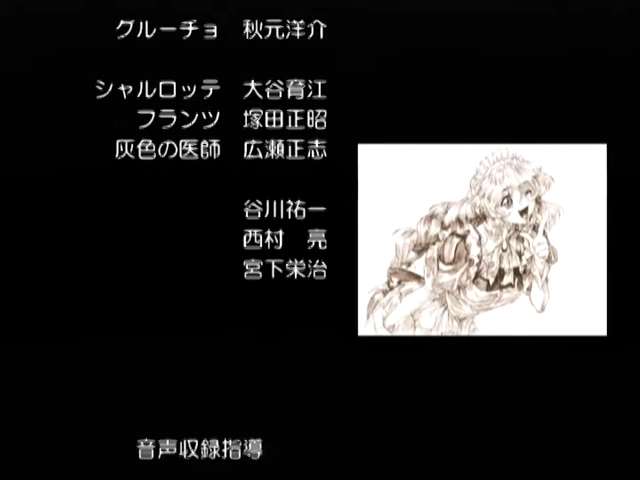 グルーチョ　秋元洋介
シャルロッテ　大谷育江
フランツ　塚田正昭
灰色の医師　広瀬正志
谷川祐一
西村　亮
宮下栄治
音声収録指導